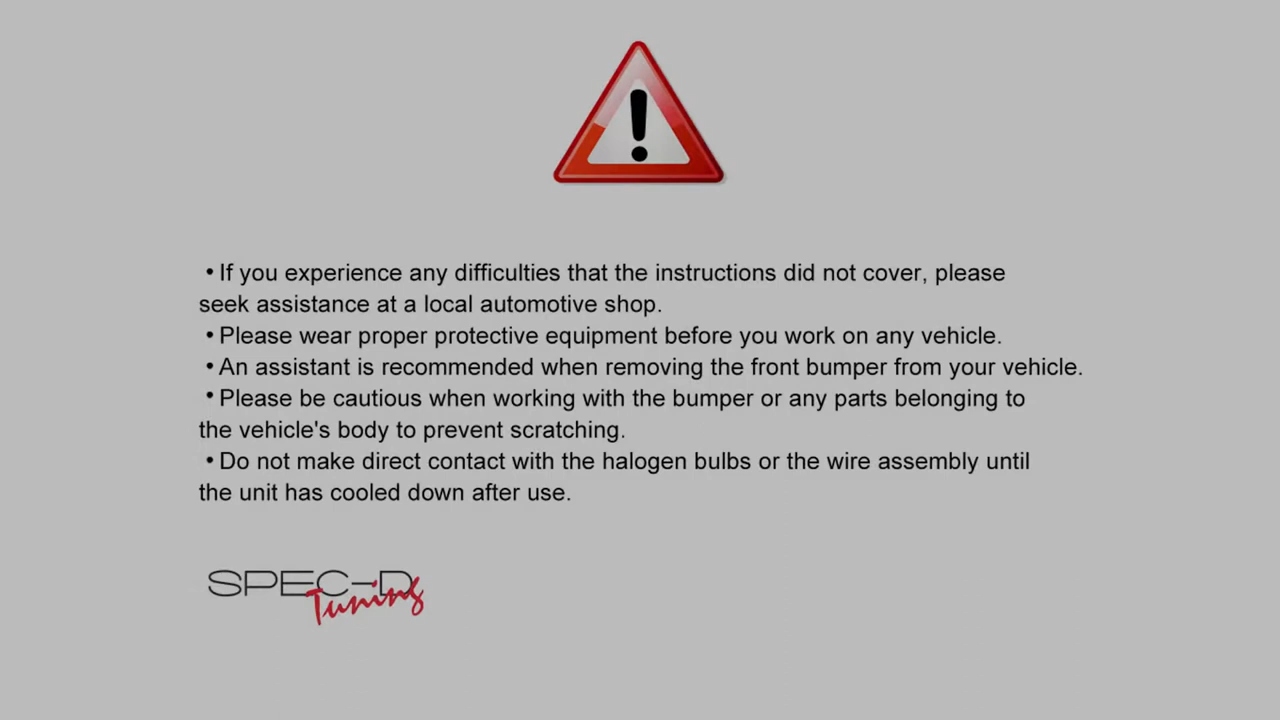 • If you experience any difficulties that the instructions did not cover, please
seek assistance at a local automotive shop.
• Please wear proper protective equipment before you work on any vehicle.
• An assistant is recommended when removing the front bumper from your vehicle.
• Please be cautious when working with the bumper or any parts belonging to
the vehicle's body to prevent scratching.
• Do not make direct contact with the halogen bulbs or the wire assembly until
the unit has cooled down after use.
SPEC-D
Tuning